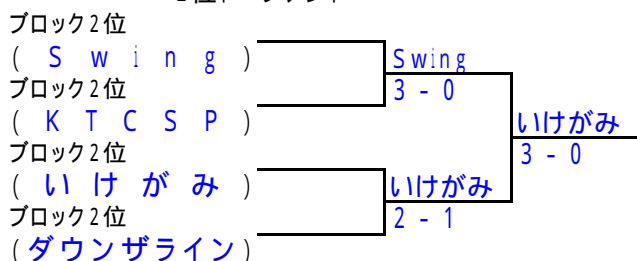 ブロック2位
( Swing )
ブロック2位
( KTCSP )
ブロック2位
( いけがみ )
ブロック2位
(ダウンザライン)
Swing
3 - 0
いけがみ
2 - 1
いけがみ
3 - 0